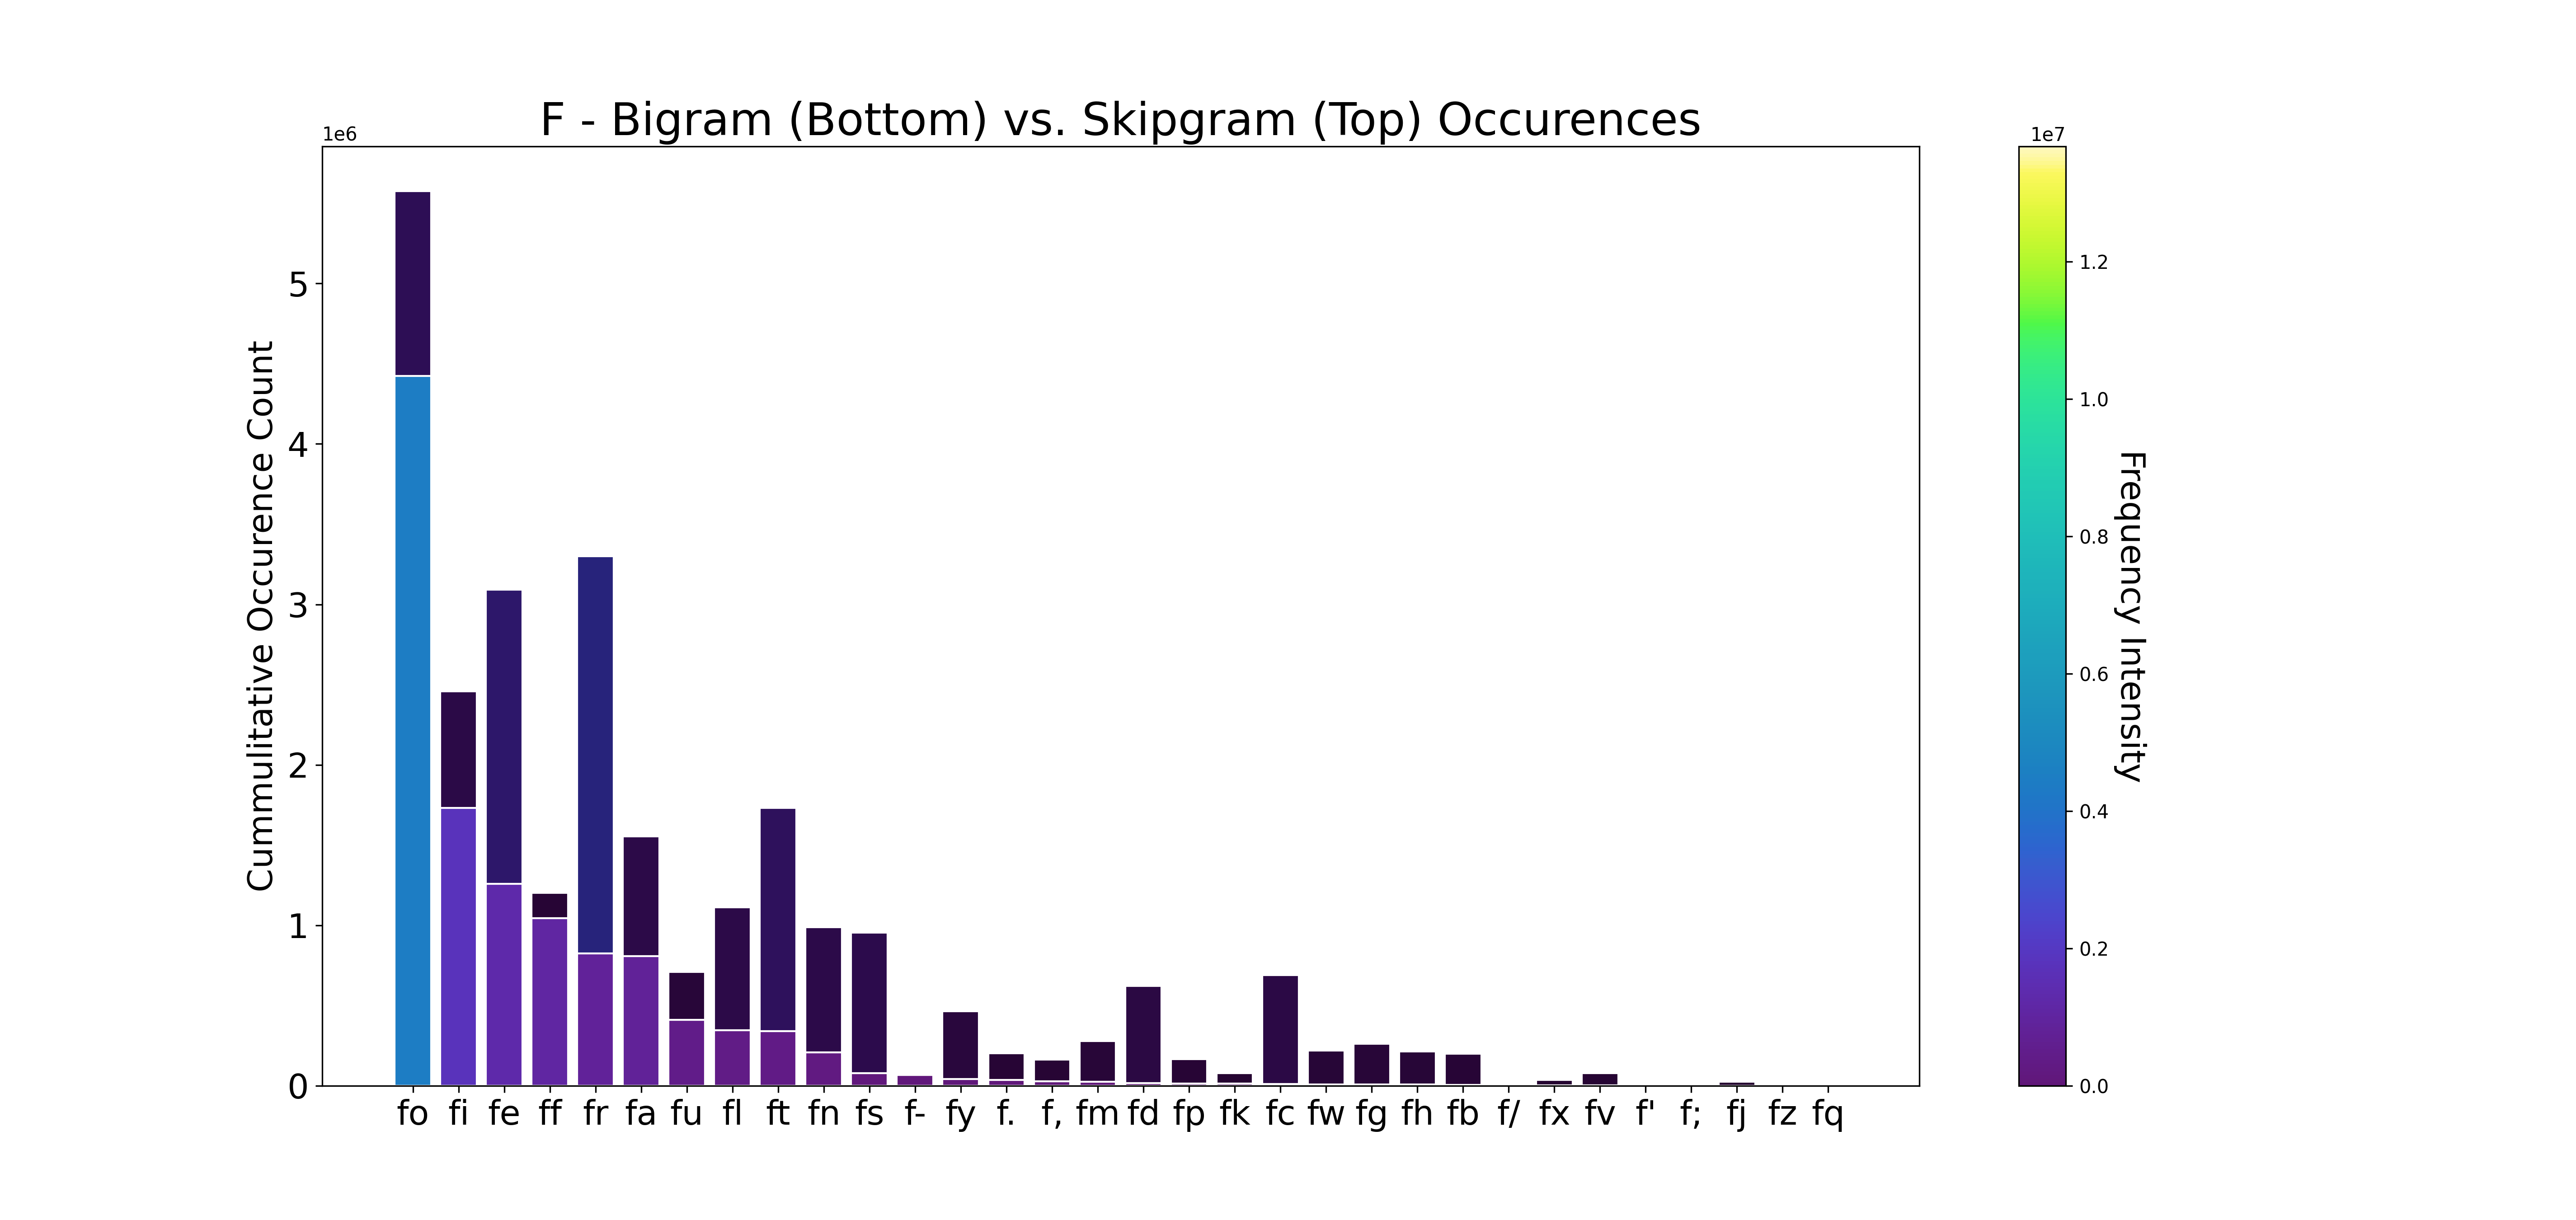 F - Bigram (Bottom) vs. Skipgram (Top) Occurences
1e6
Cummulitative Occurence Count
5
4
3
2
1
0
fo fi fe ff fr fa fu fl ft fn fs f- fy f. f, fm fd fp fk fc fw fg fh fb f/ fx fv f' f; fj fz fq
1e7
1.2
1.0
0.8
0.6
0.4
0.2
0.0
Frequency Intensity